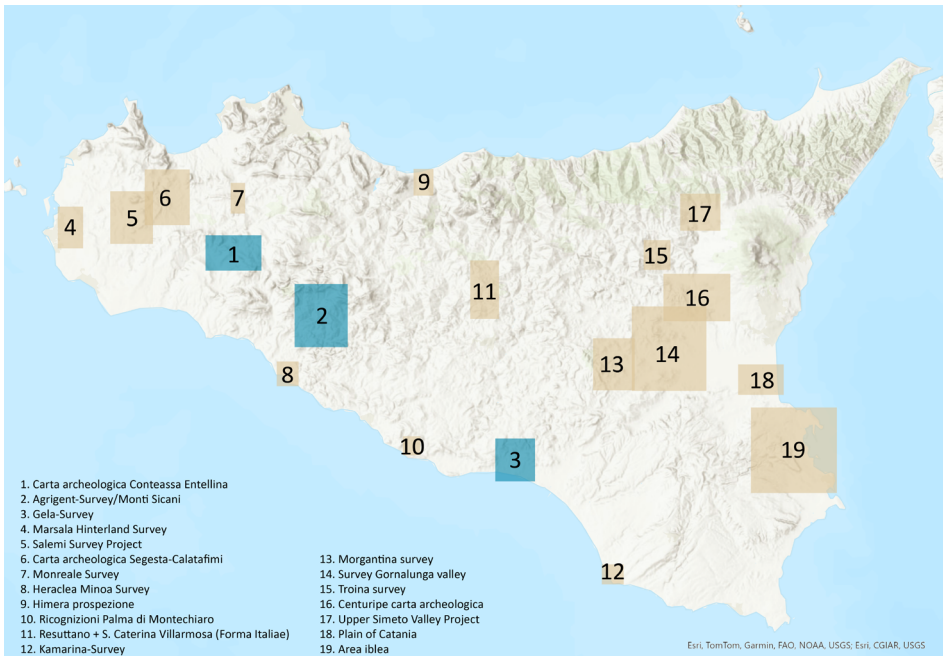 9
6
7
17
5
4
1
15
11
16
2
14
13
8
18
10
3
19
12
1. Carta archeologica Conteassa Entellina
2. Agrigent-Survey/Monti Sicani
3. Gela-Survey
4. Marsala Hinterland Survey
5. Salemi Survey Project
6. Carta archeologica Segesta-Calatafimi
7. Monreale Survey
8. Heraclea Minoa Survey
9. Himera prospezione
10. Ricognizioni Palma di Montechiaro
11. Resuttano + S. Caterina Villarmosa (Forma Italiae)
12. Kamarina-Survey
13. Morgantina survey
14. Survey Gornalunga valley
15. Troina survey
16. Centuripe carta archeologica
17. Upper Simeto Valley Project
18. Plain of Catania
19. Area iblea
Esri, TomTom, Garmin, FAO, NOAA, USGS; Esri, CGIAR, USGS